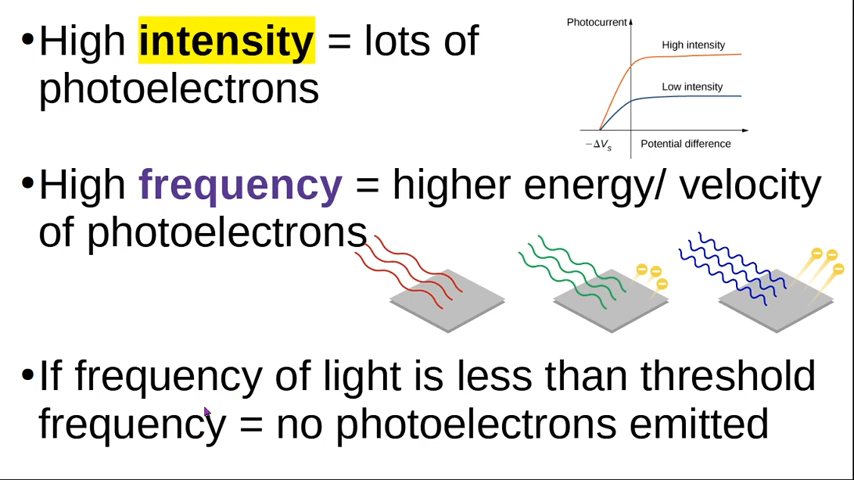 •High intensity = lots of
photoelectrons
Photocurrent
High intensity
Low intensity
−ΔVs
Potential difference
•High frequency = higher energy/ velocity
of photoelectrons
•If frequency of light is less than threshold
frequency = no photoelectrons emitted